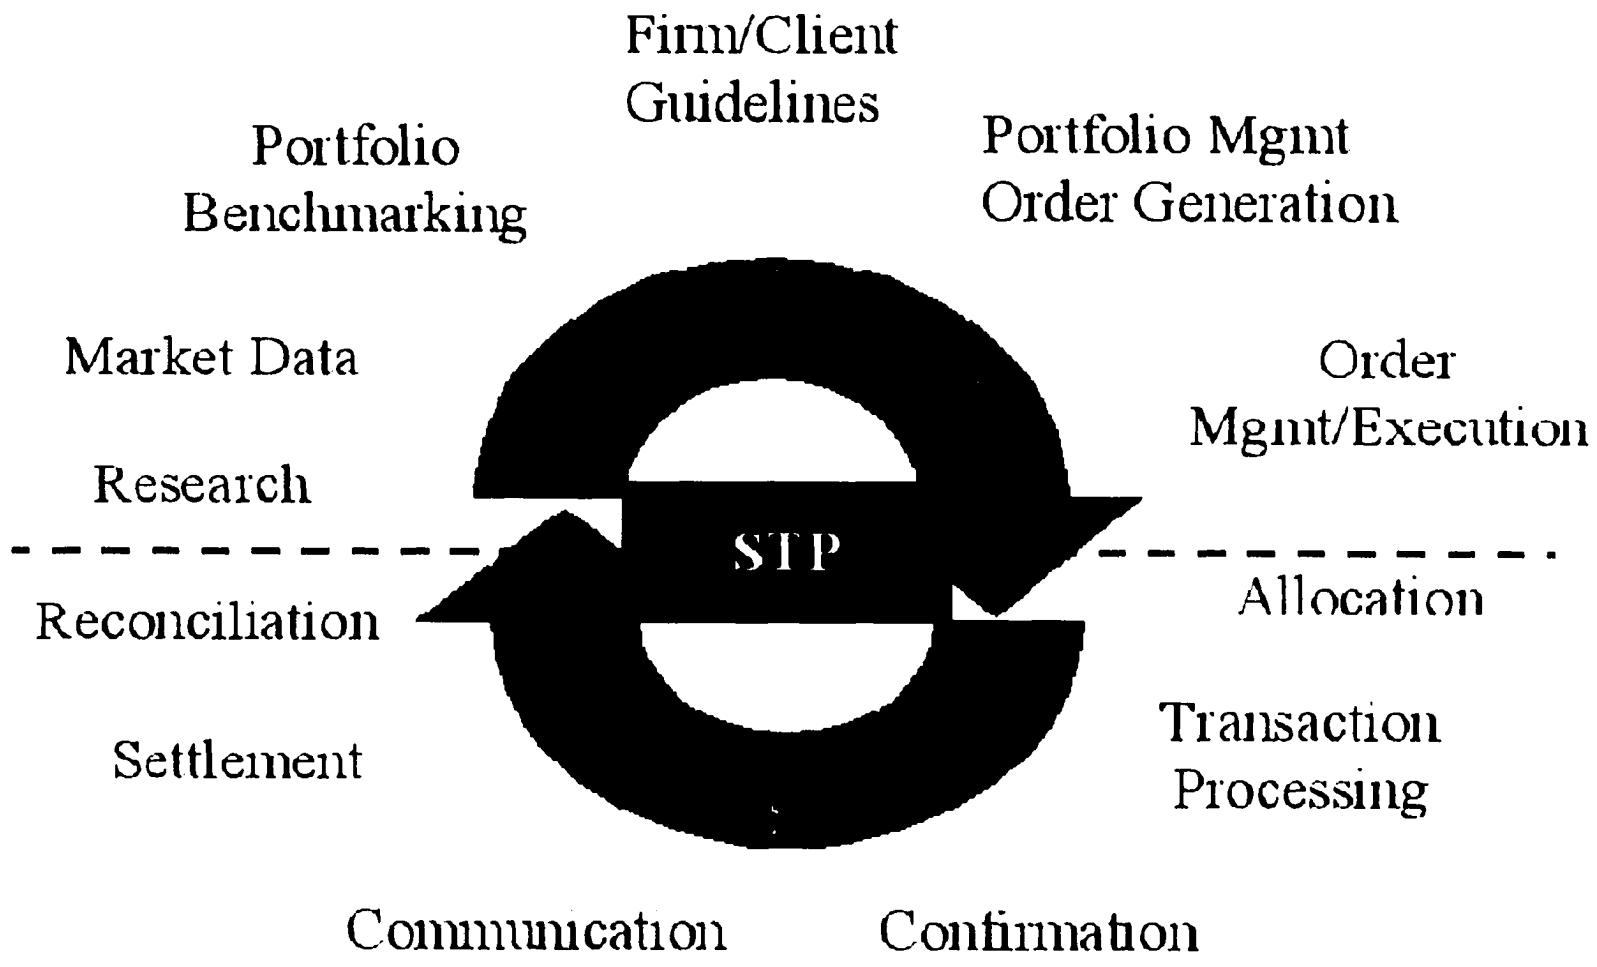 Firm/Client
Guidelines
Portfolio
Benchmarking
Portfolio Mgmt
Order Generation
Market Data
Order
Mgmt/Execution
Research
STP
Reconciliation
Allocation
Settlement
Transaction
Processing
Communication
Confirmation